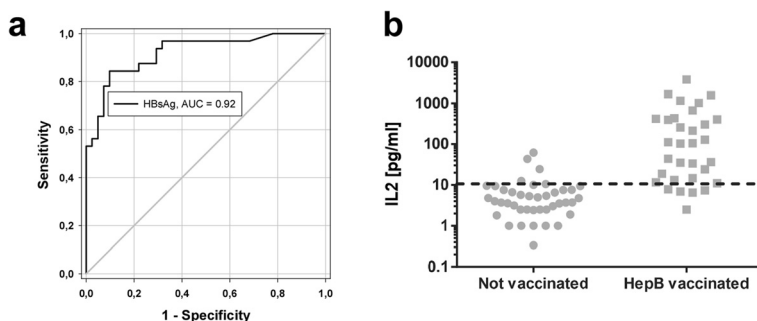 a
1,0
0,8
0,6
0,4
0,2
0,0
Sensitivity
HBsAg, AUC = 0.92
0,0 0,2 0,4 0,6 0,8 1,0
1 - Specificity
b
10000
1000
100
10
1
0.1
IL2 [pg/ml]
Not vaccinated HepB vaccinated